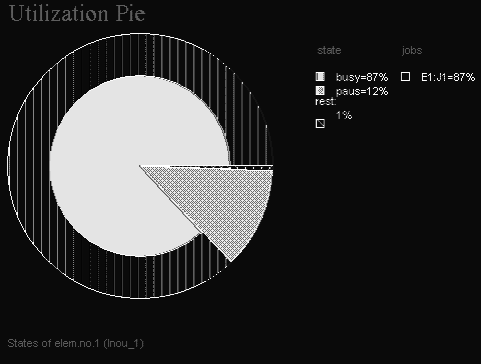 Utilization Pie
state jobs
busy=87% E1:J1=87%
paus=12%
rest:
1%
States of elem.no.1 (Inou_1)